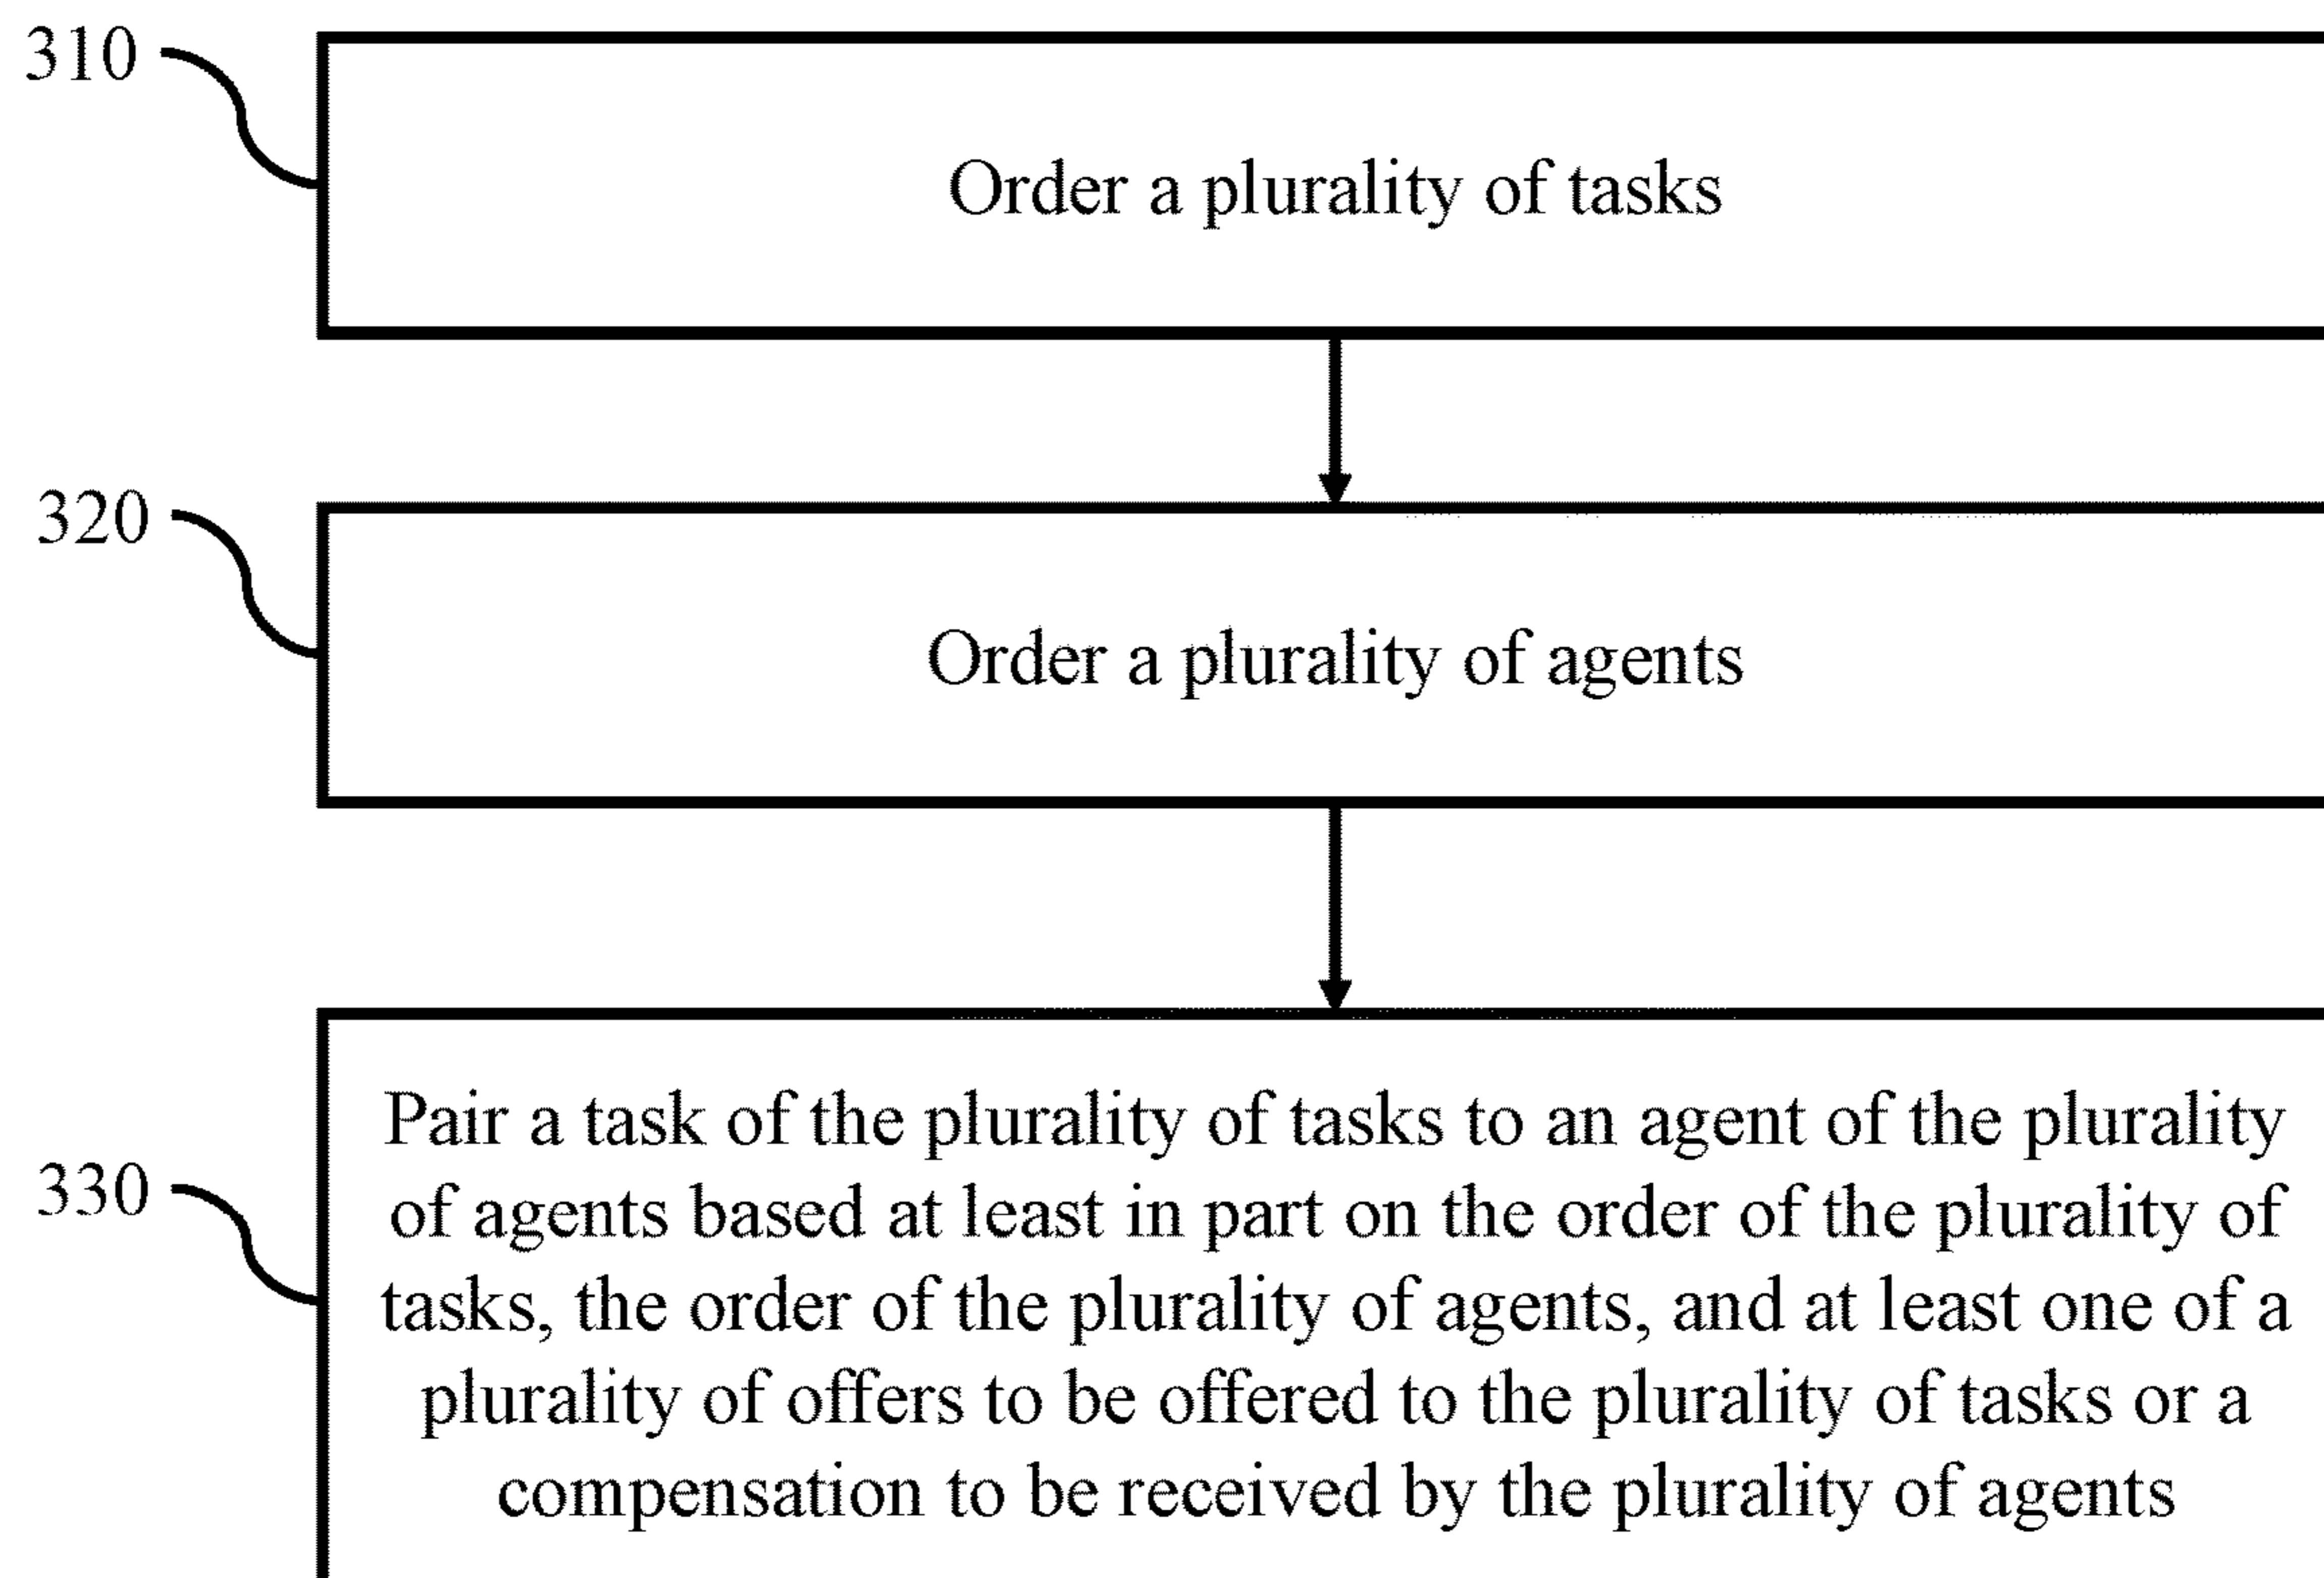 310
Order a plurality of tasks
320
Order a plurality of agents
330
Pair a task of the plurality of tasks to an agent of the plurality
of agents based at least in part on the order of the plurality of
tasks, the order of the plurality of agents, and at least one of a
plurality of offers to be offered to the plurality of tasks or a
compensation to be received by the plurality of agents